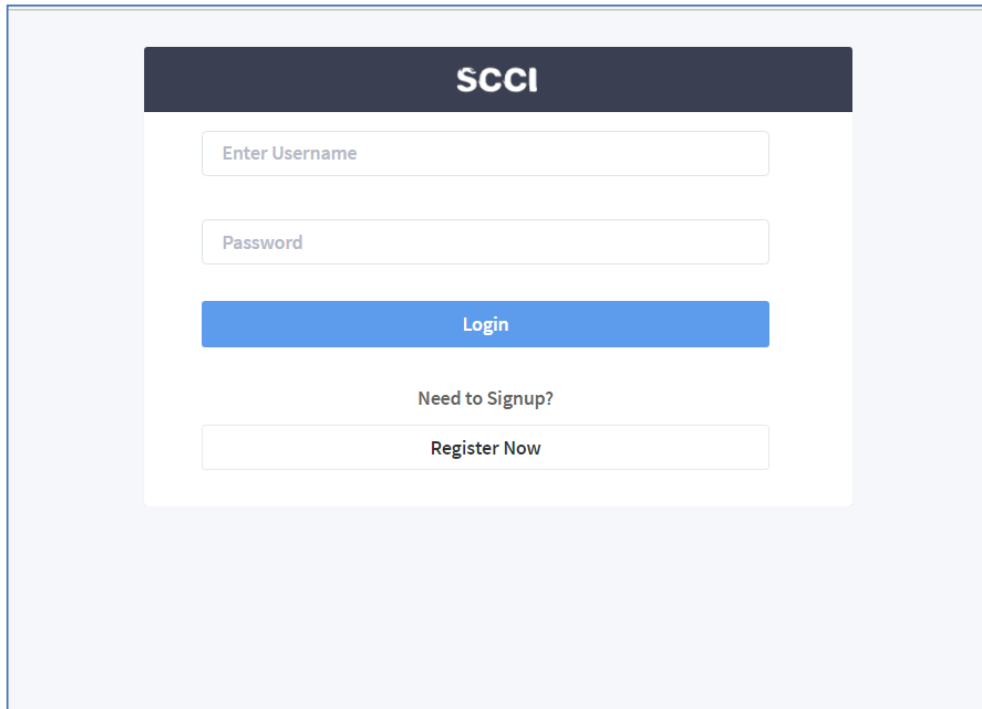 SCCI
Enter Username
Password
Login
Need to Signup?
Register Now